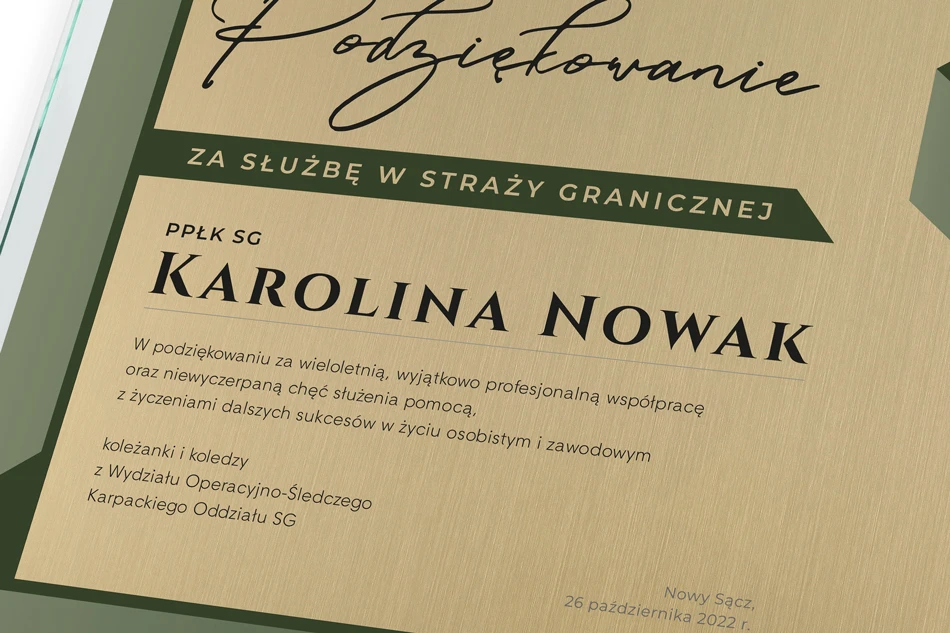 Podziękowanie
ZA SŁUŻBĘ W STRAŻY GRANICZNEJ
PPŁK SG
KAROLINA NOWAK
W podziękowaniu za wieloletnią, wyjątkowo profesjonalną współpracę
oraz niewyczerpaną chęć służenia pomocą,
z życzeniami dalszych sukcesów w życiu osobistym i zawodowym
koleżanki i koledzy
z Wydziału Operacyjno-Śledczego
Karpackiego Oddziału SG
Nowy Sącz,
26 października 2022 r.